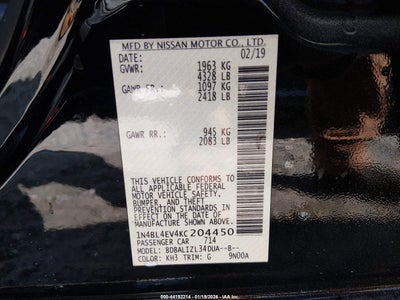 MFD BY NISSAN MOTOR CO., LTD.
DATE: 02/19
GVWR: 1963 KG
4328 LB
GAWR FR: 1097 KG
2418 LB
GAWR RR: 945 KG
2083 LB
THIS VEHICLE CONFORMS TO
ALL APPLICABLE FEDERAL
MOTOR VEHICLE SAFETY,
BUMPER, AND THEFT
PREVENTION STANDARDS IN
EFFECT ON THE DATE OF
MANUFACTURE SHOWN ABOVE.
1N4BL4EV4KC204450
PASSENGER CAR 714
MODEL: BDBALIZL34DUA--B--
COLOR: KH3 TRIM: G 9N00A
000-44192214 - 01/18/2026 - IAA Inc.